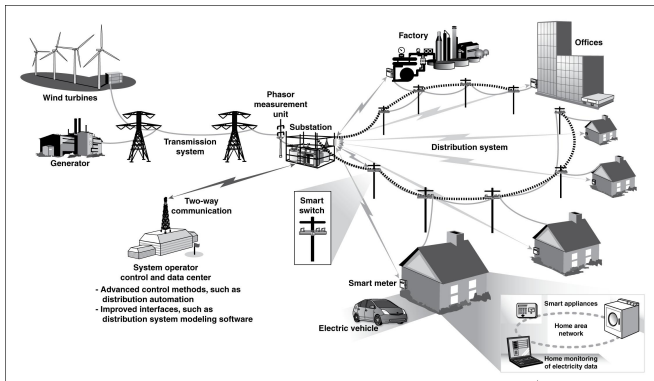 Factory
Offices
Wind turbines
Phasor
measurement
unit
Substation
Generator
Transmission
system
Distribution system
Two-way
communication
Smart
switch
System operator
control and data center
- Advanced control methods, such as
distribution automation
- Improved interfaces, such as
distribution system modeling software
Smart meter
Electric vehicle
Smart appliances
Home area
network
Home monitoring
of electricity data